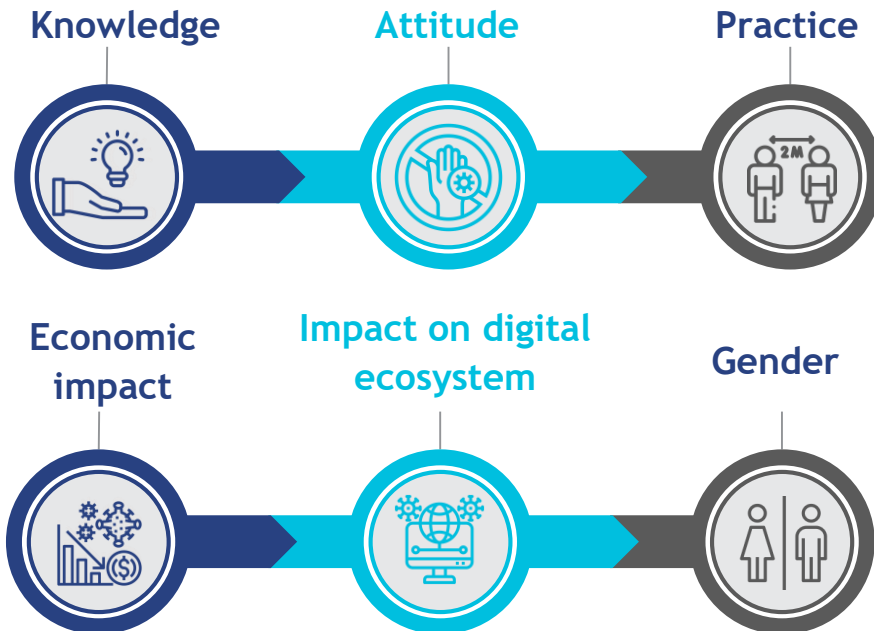 Knowledge
Attitude
Practice
2M
Economic
impact
Impact on digital
ecosystem
Gender
($)